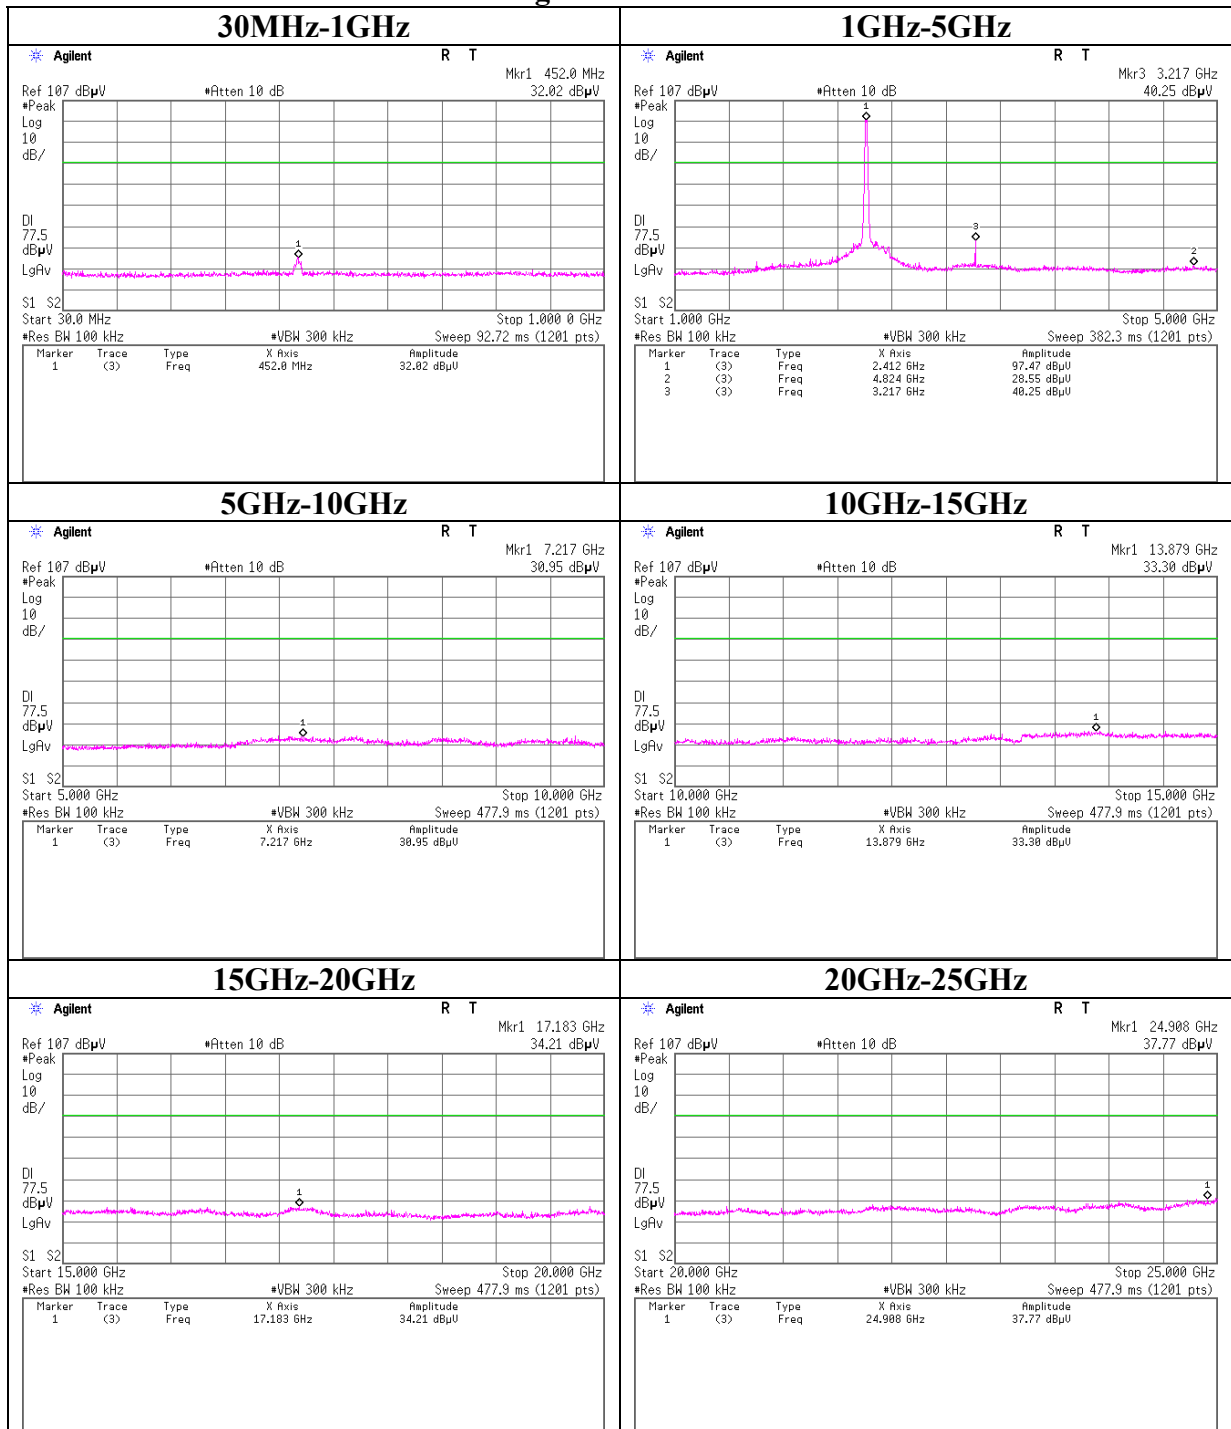 g
30MHz-1GHz
Agilent R T
Mkr1 452.0 MHz
Ref 107 dBµV #Atten 10 dB 32.02 dBµV
#Peak
Log
10
dB/
1
DI
77.5
dBµV
LgAv
S1 S2
Start 30.0 MHz Stop 1.000 0 GHz
#Res BW 100 kHz #VBW 300 kHz Sweep 92.72 ms (1201 pts)
Marker Trace Type X Axis Amplitude
1 (3) Freq 452.0 MHz 32.02 dBµV
1GHz-5GHz
Agilent R T
Mkr3 3.217 GHz
Ref 107 dBµV #Atten 10 dB 40.25 dBµV
#Peak
Log
10
dB/
1
3
2
DI
77.5
dBµV
LgAv
S1 S2
Start 1.000 GHz Stop 5.000 GHz
#Res BW 100 kHz #VBW 300 kHz Sweep 382.3 ms (1201 pts)
Marker Trace Type X Axis Amplitude
1 (3) Freq 2.412 GHz 97.47 dBµV
2 (3) Freq 4.824 GHz 28.55 dBµV
3 (3) Freq 3.217 GHz 40.25 dBµV
5GHz-10GHz
Agilent R T
Mkr1 7.217 GHz
Ref 107 dBµV #Atten 10 dB 30.95 dBµV
#Peak
Log
10
dB/
1
DI
77.5
dBµV
LgAv
S1 S2
Start 5.000 GHz Stop 10.000 GHz
#Res BW 100 kHz #VBW 300 kHz Sweep 477.9 ms (1201 pts)
Marker Trace Type X Axis Amplitude
1 (3) Freq 7.217 GHz 30.95 dBµV
10GHz-15GHz
Agilent R T
Mkr1 13.879 GHz
Ref 107 dBµV #Atten 10 dB 33.30 dBµV
#Peak
Log
10
dB/
1
DI
77.5
dBµV
LgAv
S1 S2
Start 10.000 GHz Stop 15.000 GHz
#Res BW 100 kHz #VBW 300 kHz Sweep 477.9 ms (1201 pts)
Marker Trace Type X Axis Amplitude
1 (3) Freq 13.879 GHz 33.30 dBµV
15GHz-20GHz
Agilent R T
Mkr1 17.183 GHz
Ref 107 dBµV #Atten 10 dB 34.21 dBµV
#Peak
Log
10
dB/
1
DI
77.5
dBµV
LgAv
S1 S2
Start 15.000 GHz Stop 20.000 GHz
#Res BW 100 kHz #VBW 300 kHz Sweep 477.9 ms (1201 pts)
Marker Trace Type X Axis Amplitude
1 (3) Freq 17.183 GHz 34.21 dBµV
20GHz-25GHz
Agilent R T
Mkr1 24.908 GHz
Ref 107 dBµV #Atten 10 dB 37.77 dBµV
#Peak
Log
10
dB/
1
DI
77.5
dBµV
LgAv
S1 S2
Start 20.000 GHz Stop 25.000 GHz
#Res BW 100 kHz #VBW 300 kHz Sweep 477.9 ms (1201 pts)
Marker Trace Type X Axis Amplitude
1 (3) Freq 24.908 GHz 37.77 dBµV